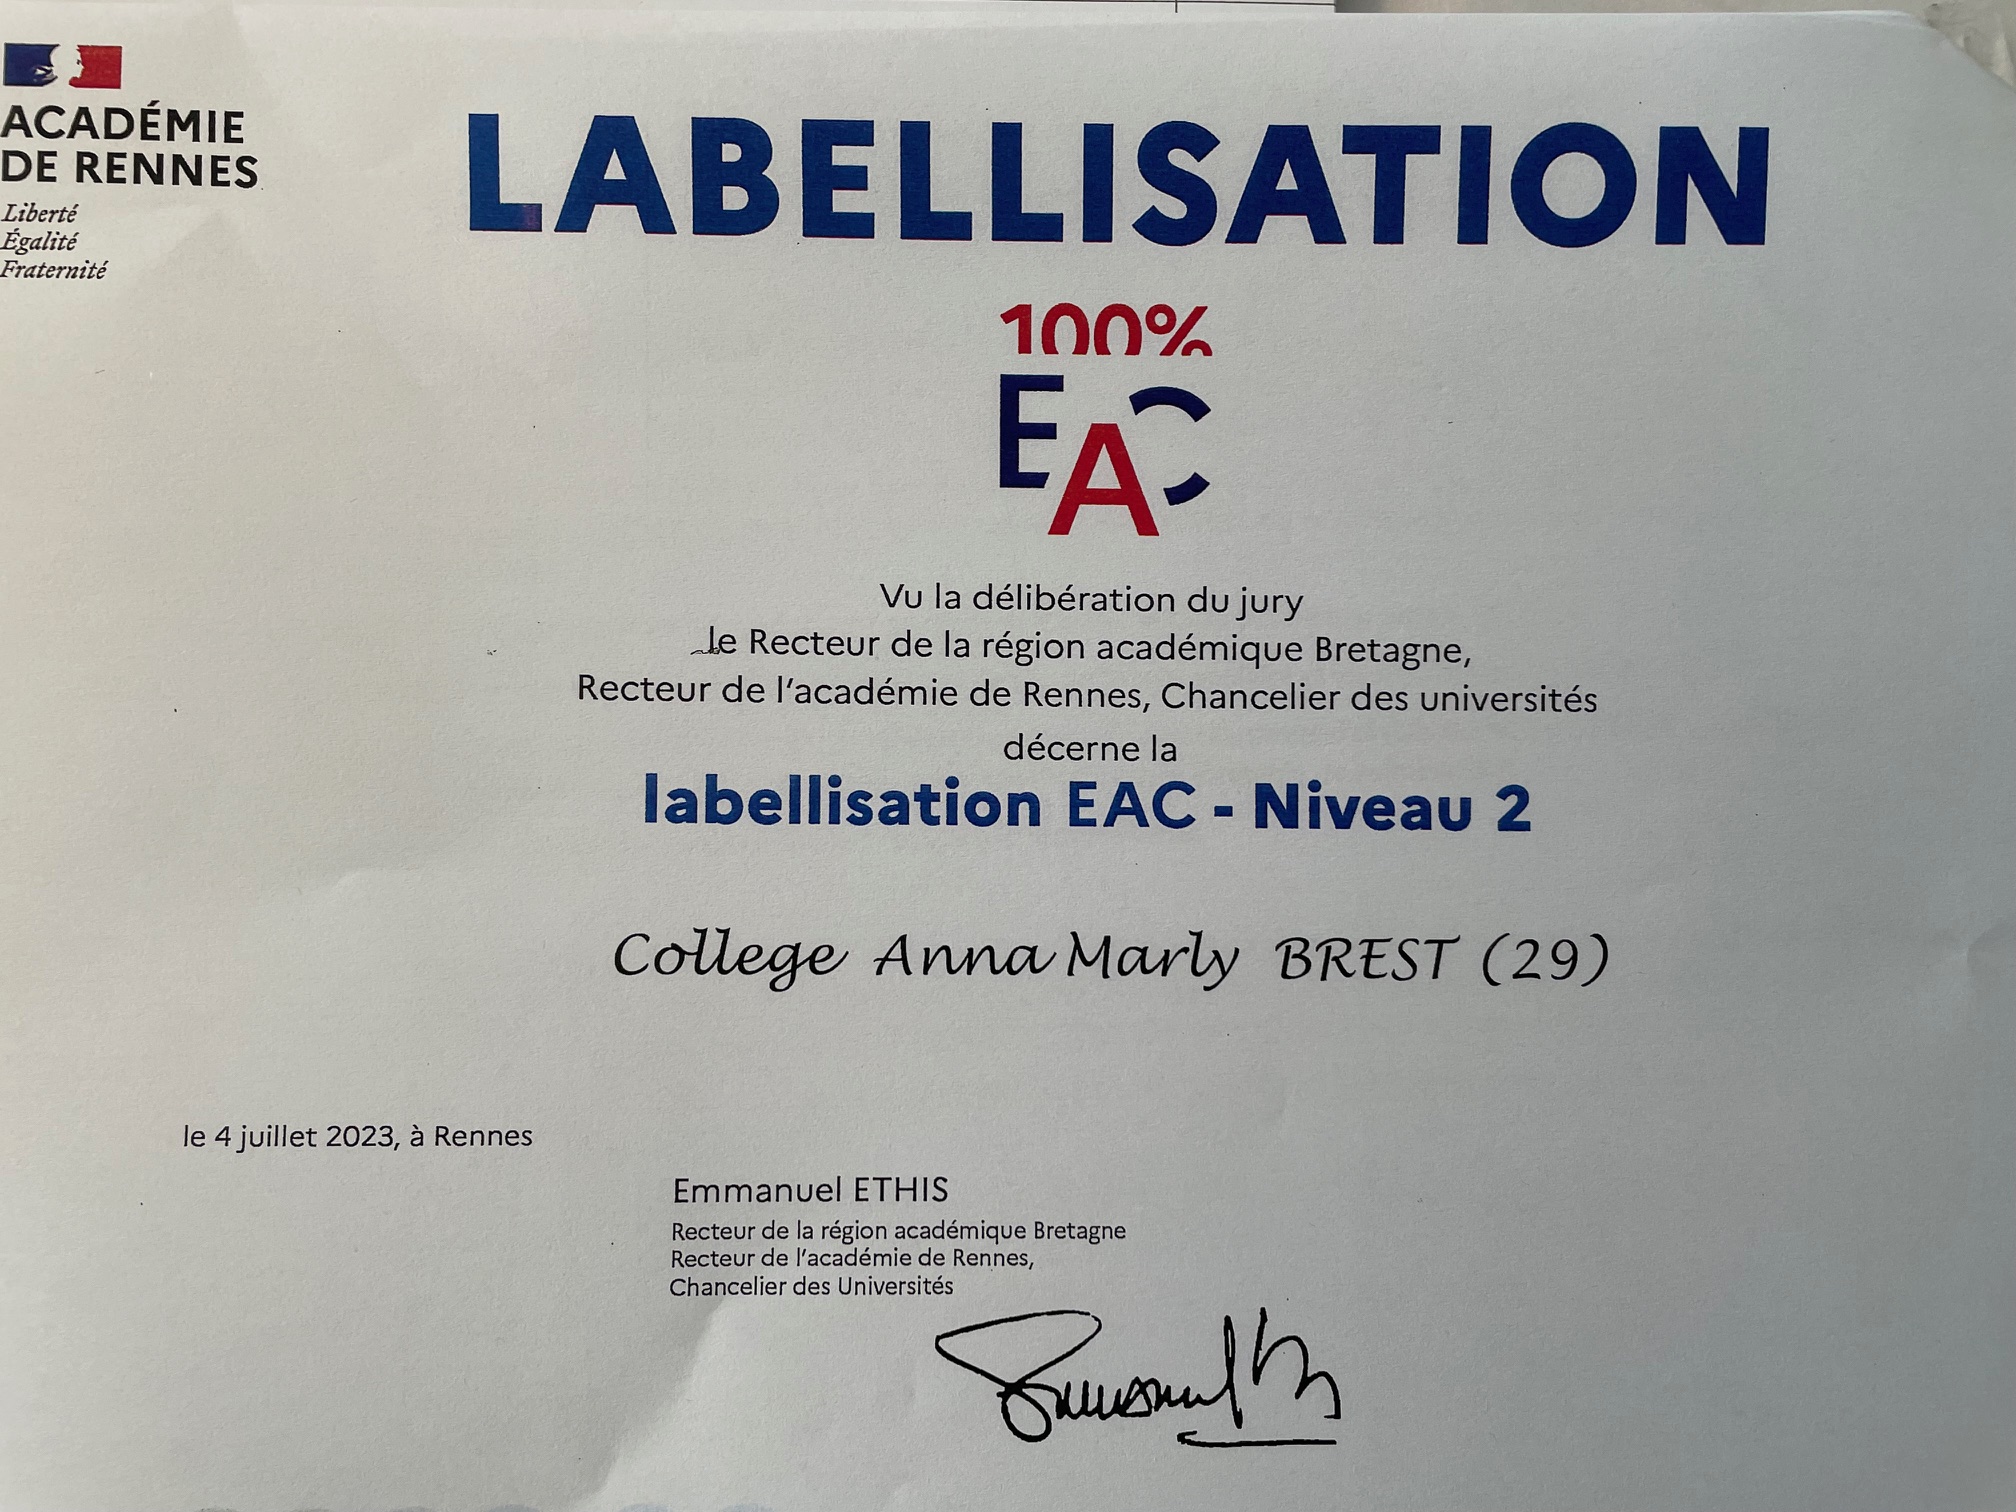 ACADÉMIE
DE RENNES
Liberté
Égalité
Fraternité
LABELLISATION
100%
EAC
Vu la délibération du jury
le Recteur de la région académique Bretagne,
Recteur de l'académie de Rennes, Chancelier des universités
décerne la
labellisation EAC - Niveau 2
College Anna Marly BREST (29)
le 4 juillet 2023, à Rennes
Emmanuel ETHIS
Recteur de la région académique Bretagne
Recteur de l'académie de Rennes,
Chancelier des Universités